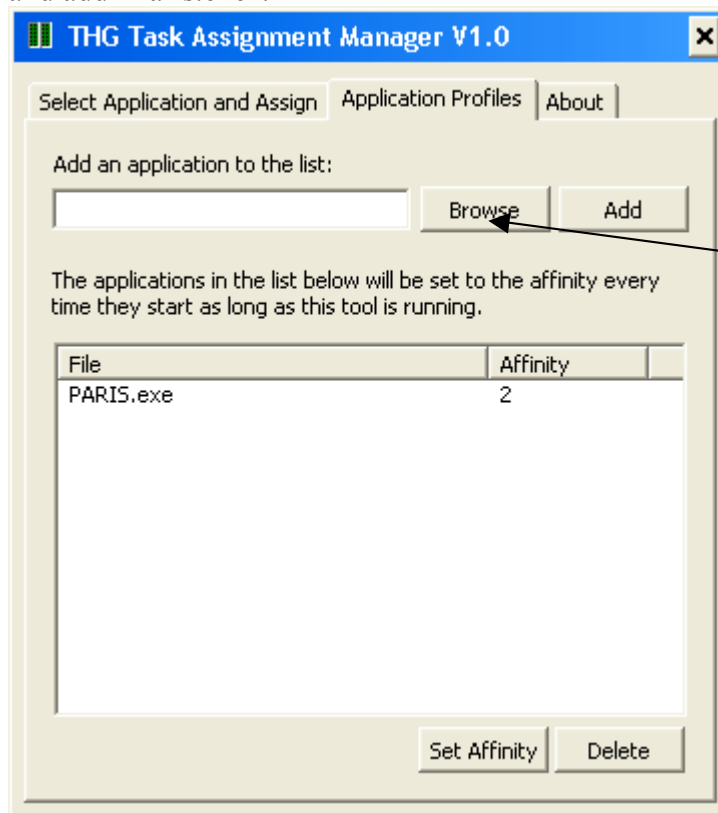 THG Task Assignment Manager V1.0
Select Application and Assign Application Profiles About
Add an application to the list:
Browse Add
The applications in the list below will be set to the affinity every
time they start as long as this tool is running.
File Affinity
PARIS.exe 2
Set Affinity Delete